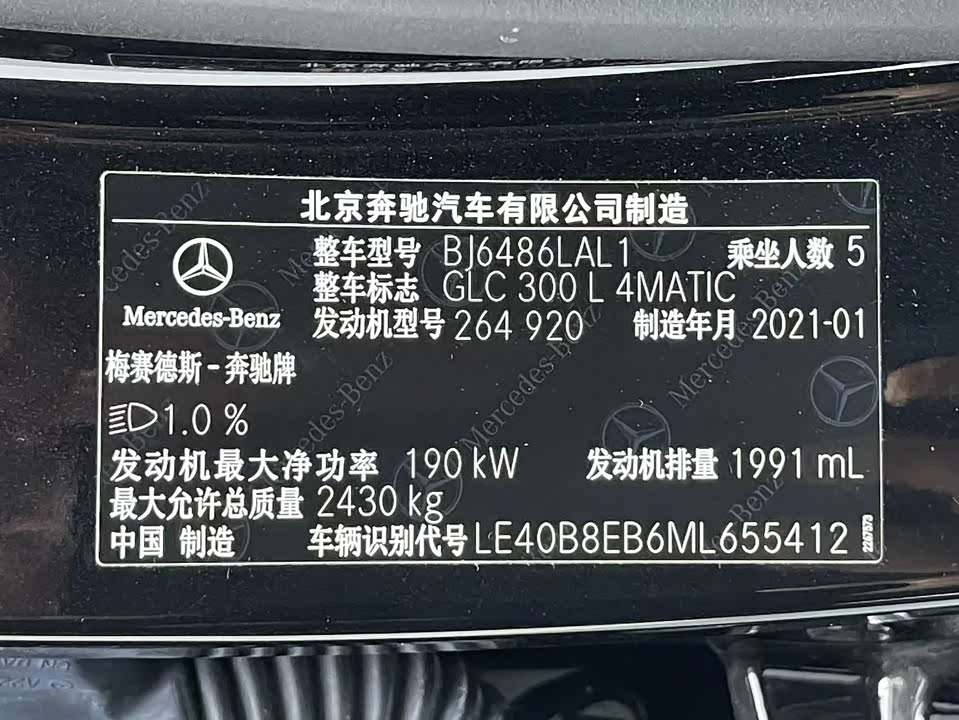 北京奔驰汽车有限公司制造
整车型号 BJ6486LAL1 乘坐人数 5
整车标志 GLC 300 L 4MATIC
Mercedes-Benz 发动机型号 264 920 制造年月 2021-01
梅赛德斯-奔驰牌
1.0 %
发动机最大净功率 190 kW 发动机排量 1991 mL
最大允许总质量 2430 kg
中国 制造 车辆识别代号 LE40B8EB6ML655412